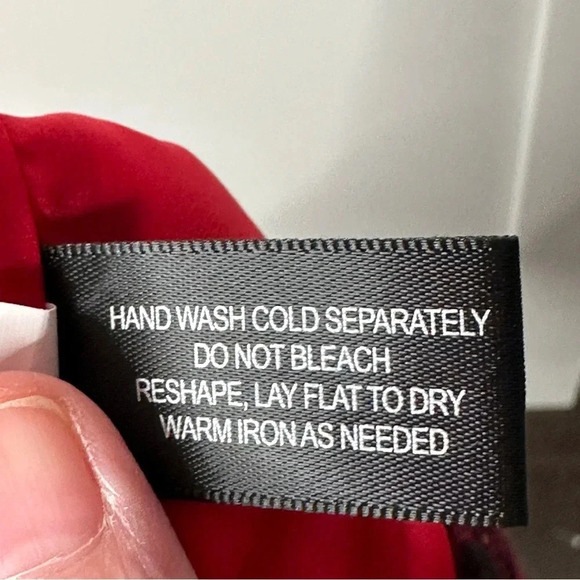 HAND WASH COLD SEPARATELY
DO NOT BLEACH
RESHAPE, LAY FLAT TO DRY
WARM IRON AS NEEDED